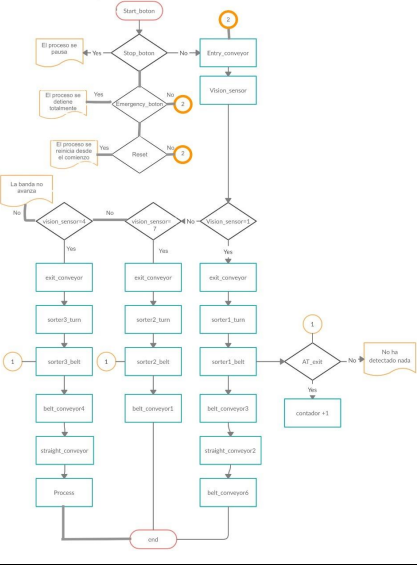 Start_boton
2
El proceso se
pausa
Yes
Stop_boton
No
Entry_conveyor
Vision_sensor
El proceso se
detiene
totalmente
Yes
Emergency_boton
No
2
El proceso se
reinicia desde
el comienzo
Yes
Reset
No
2
La banda no
avanza
No
vision_sensor=4
No
vision_sensor=
7
No
Vision_sensor=1
Yes
Yes
Yes
exit_conveyor
exit_conveyor
exit_conveyor
sorter3_turn
sorter2_turn
sorter1_turn
1
1
sorter3_belt
1
sorter2_belt
sorter1_belt
AT_exit
No
No ha
detectado nada
Yes
belt_conveyor4
belt_conveyor1
belt_conveyor3
contador +1
straight_conveyor
straight_conveyor2
Process
belt_conveyor6
end